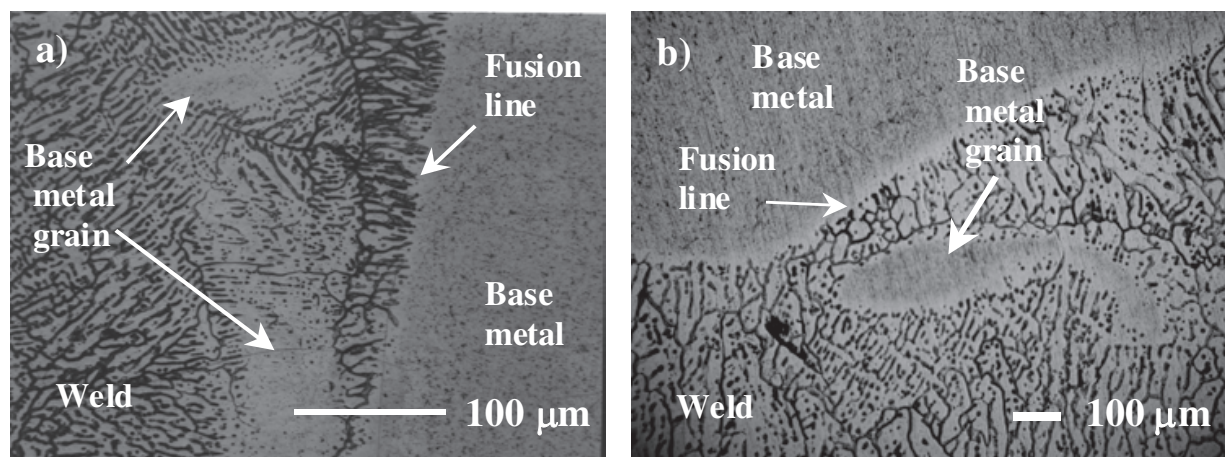 a)
Fusion
line
Base
metal
grain
Base
metal
Weld
100 μm
b)
Base
metal
Base
metal
grain
Fusion
line
Weld
100 μm